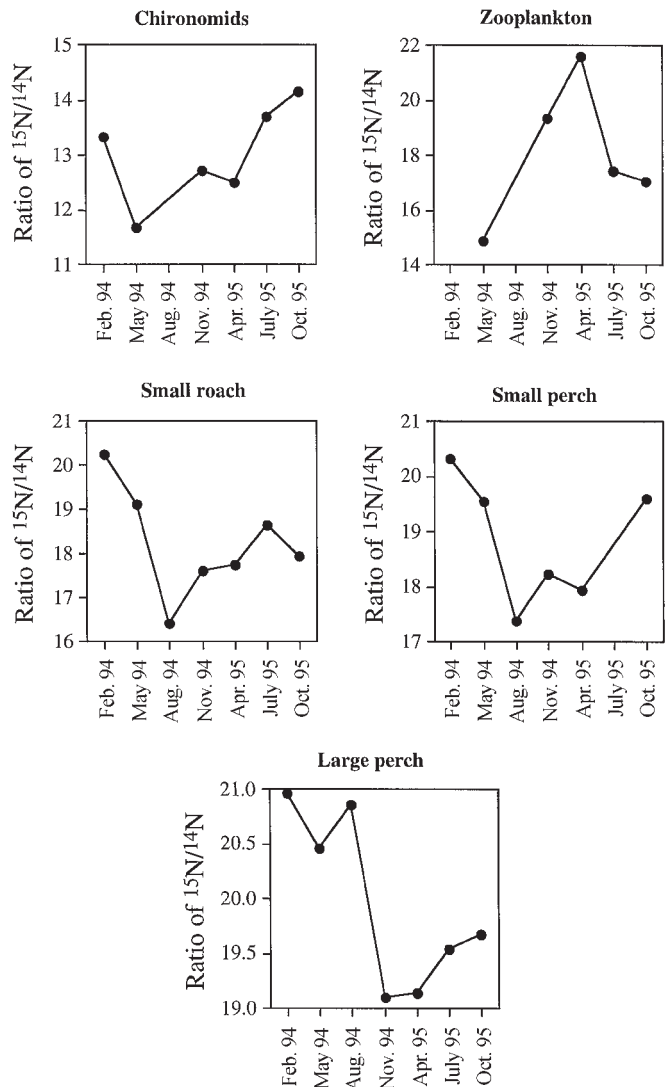 Chironomids
Ratio of ¹⁵N/¹⁴N
15
14
13
12
11
Feb. 94
May 94
Aug. 94
Nov. 94
Apr. 95
July 95
Oct. 95
Zooplankton
Ratio of ¹⁵N/¹⁴N
22
20
18
16
14
Feb. 94
May 94
Aug. 94
Nov. 94
Apr. 95
July 95
Oct. 95
Small roach
Ratio of ¹⁵N/¹⁴N
21
20
19
18
17
16
Feb. 94
May 94
Aug. 94
Nov. 94
Apr. 95
July 95
Oct. 95
Small perch
Ratio of ¹⁵N/¹⁴N
21
20
19
18
17
Feb. 94
May 94
Aug. 94
Nov. 94
Apr. 95
July 95
Oct. 95
Large perch
Ratio of ¹⁵N/¹⁴N
21.0
20.5
20.0
19.5
19.0
Feb. 94
May 94
Aug. 94
Nov. 94
Apr. 95
July 95
Oct. 95